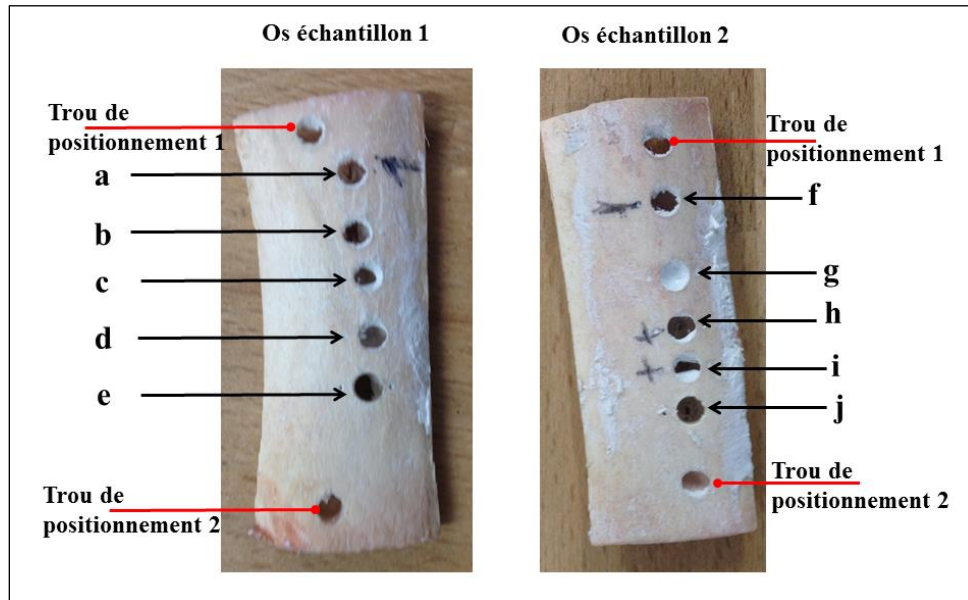 Os échantillon 1
Trou de
positionnement 1
a
b
c
d
e
Trou de
positionnement 2
Os échantillon 2
Trou de
positionnement 1
f
g
h
i
j
Trou de
positionnement 2